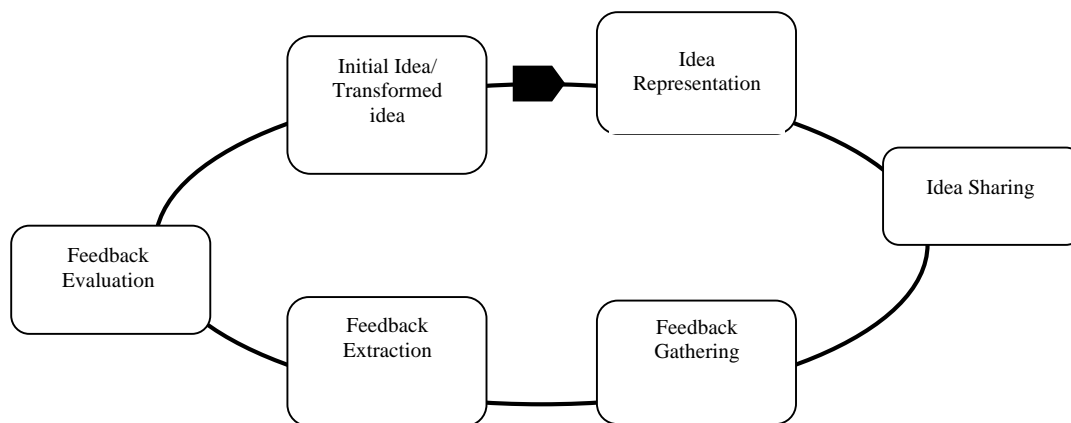 Initial Idea/
Transformed
idea
Idea
Representation
Idea Sharing
Feedback
Gathering
Feedback
Extraction
Feedback
Evaluation